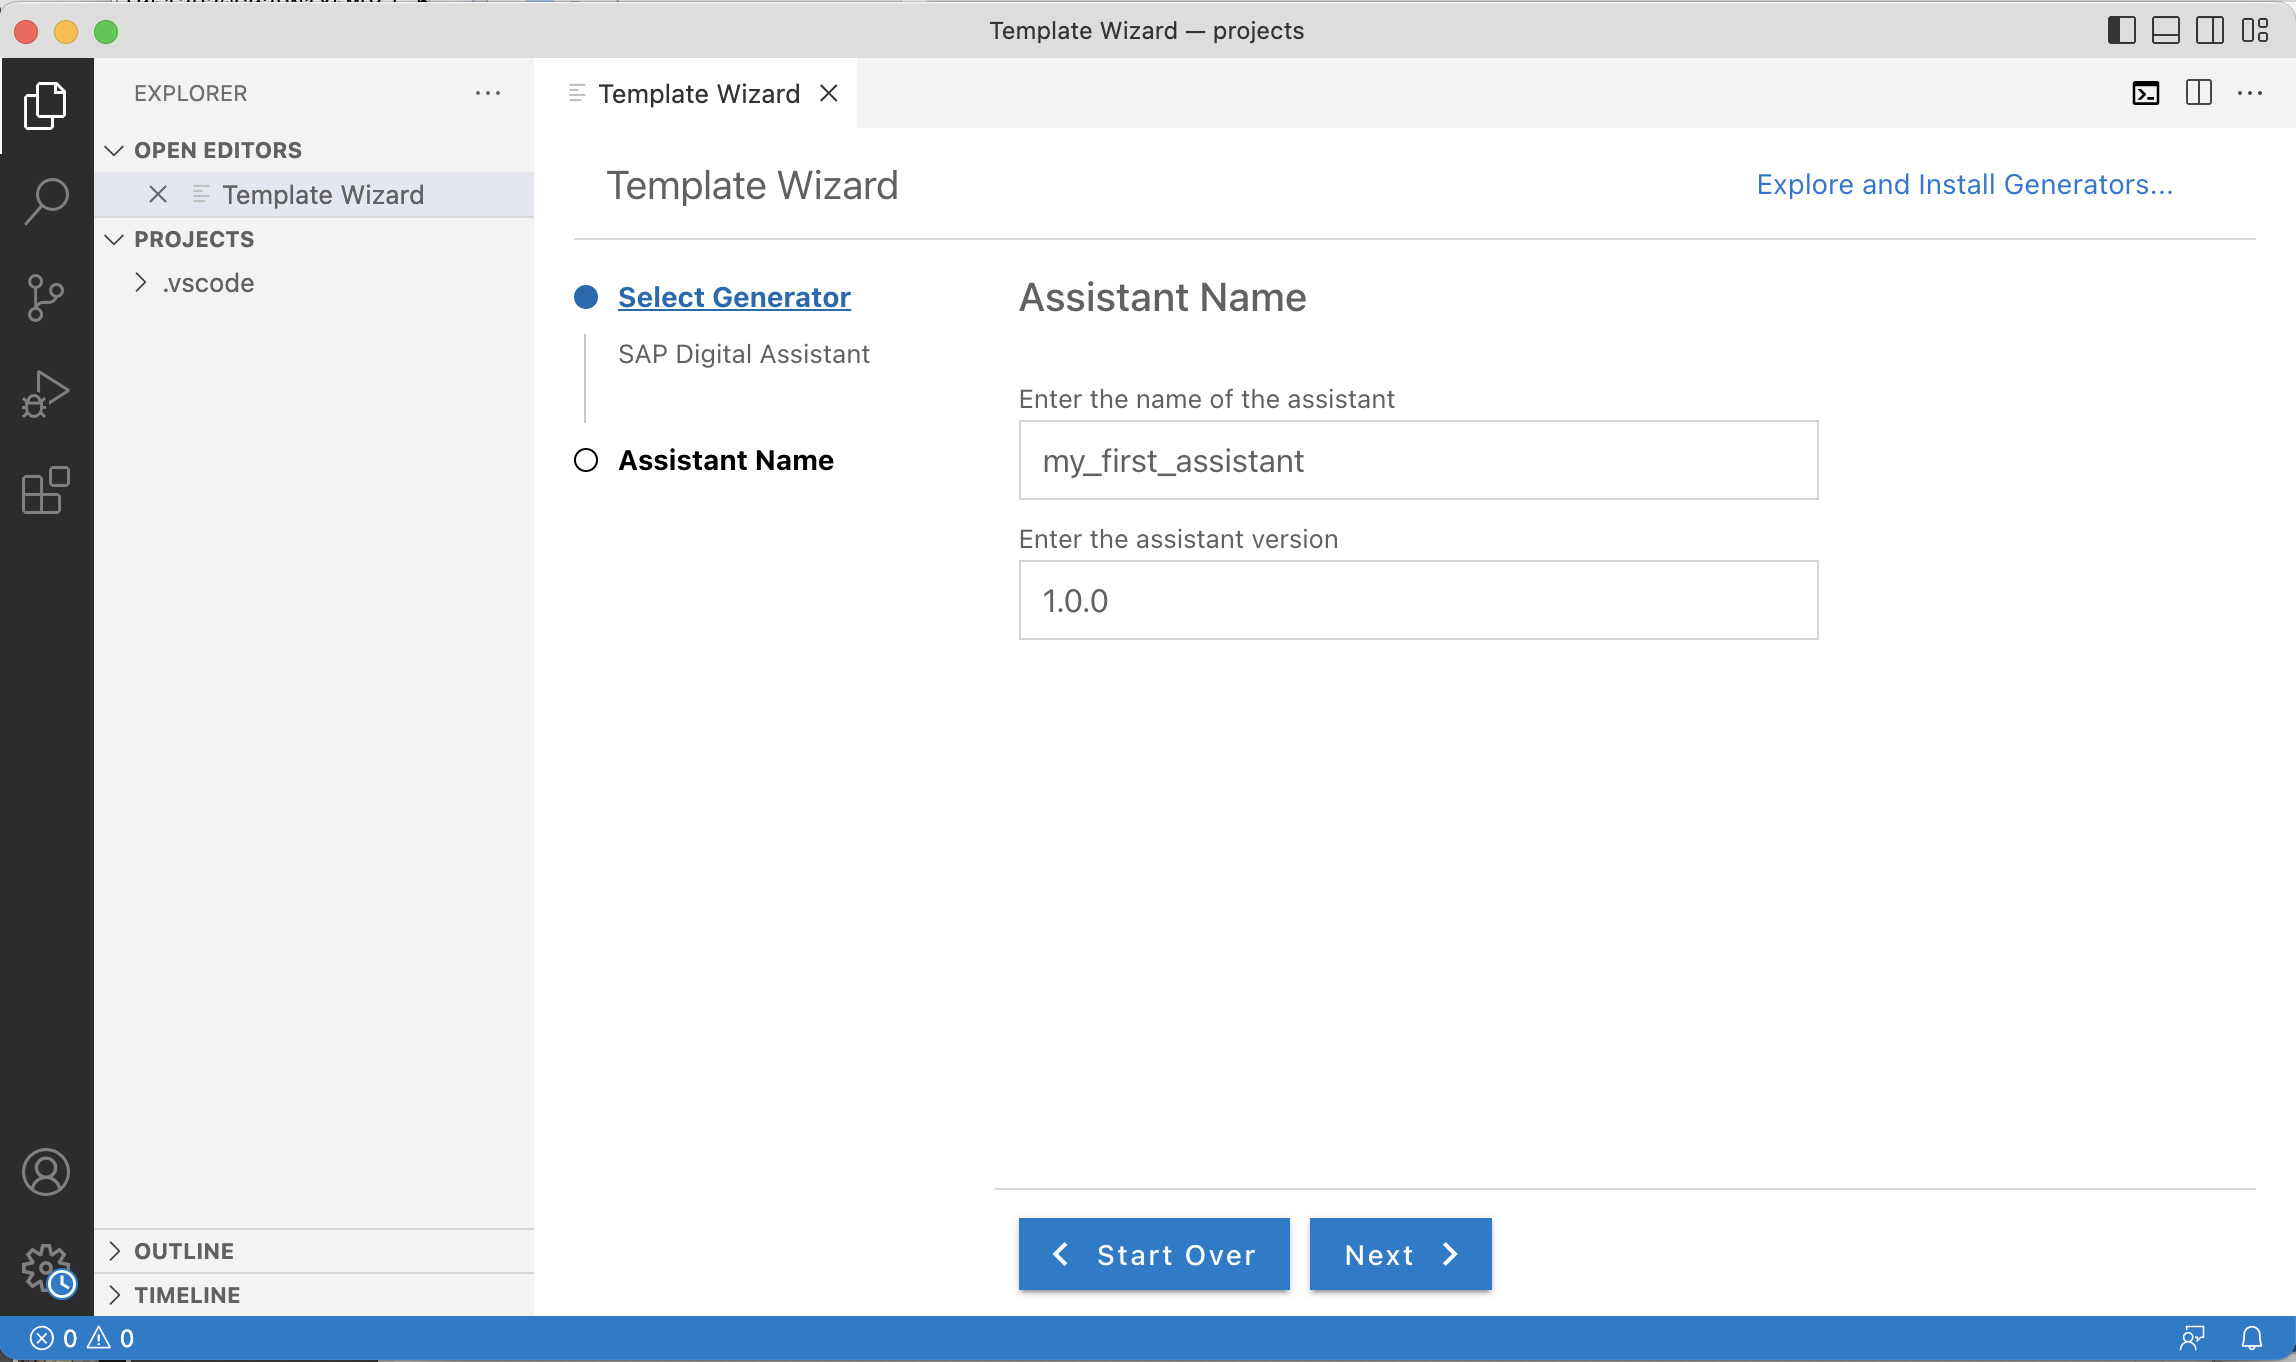 Template Wizard — projects
EXPLORER
OPEN EDITORS
Template Wizard
PROJECTS
.vscode
OUTLINE
TIMELINE
Template Wizard
Template Wizard
Explore and Install Generators...
Select Generator
SAP Digital Assistant
Assistant Name
Assistant Name
Enter the name of the assistant
my_first_assistant
Enter the assistant version
1.0.0
Start Over
Next
0 0